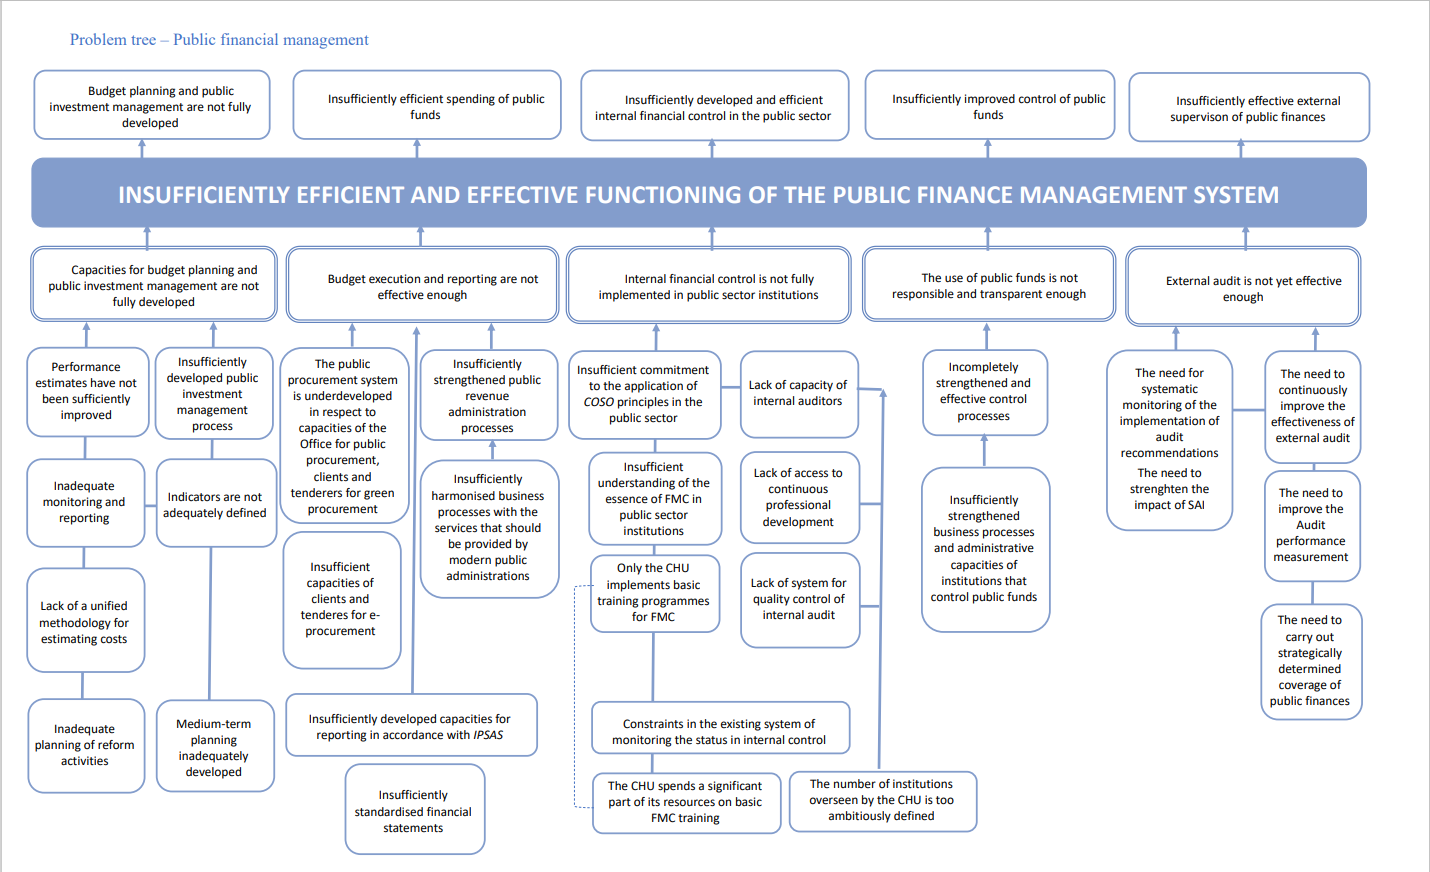 Problem tree – Public financial management
Budget planning and public
investment management are not fully
developed
Insufficiently efficient spending of public
funds
Insufficiently developed and efficient
internal financial control in the public sector
Insufficiently improved control of public
funds
Insufficiently effective external
supervison of public finances
INSUFFICIENTLY EFFICIENT AND EFFECTIVE FUNCTIONING OF THE PUBLIC FINANCE MANAGEMENT SYSTEM
Capacities for budget planning and
public investment management are not
fully developed
Budget execution and reporting are not
effective enough
Internal financial control is not fully
implemented in public sector institutions
The use of public funds is not
responsible and transparent enough
External audit is not yet effective
enough
Performance
estimates have not
been sufficiently
improved
Insufficiently
developed public
investment
management
process
The public
procurement system
is underdeveloped
in respect to
capacities of the
Office for public
procurement,
clients and
tenderers for green
procurement
Insufficiently
strengthened public
revenue
administration
processes
Insufficient commitment
to the application of
COSO principles in the
public sector
Lack of capacity of
internal auditors
Incompletely
strengthened and
effective control
processes
The need for
systematic
monitoring of the
implementation of
audit
recommendations
The need to
strenghten the
impact of SAI
The need to
continuously
improve the
effectiveness of
external audit
Inadequate
monitoring and
reporting
Indicators are not
adequately defined
Insufficiently
harmonised business
processes with the
services that should
be provided by
modern public
administrations
Insufficient
understanding of the
essence of FMC in
public sector
institutions
Lack of access to
continuous
professional
development
Insufficiently
strengthened
business processes
and administrative
capacities of
institutions that
control public funds
The need to
improve the
Audit
performance
measurement
Insufficient
capacities of
clients and
tenderes for e-
procurement
Only the CHU
implements basic
training programmes
for FMC
Lack of system for
quality control of
internal audit
Lack of a unified
methodology for
estimating costs
The need to
carry out
strategically
determined
coverage of
public finances
Inadequate
planning of reform
activities
Medium-term
planning
inadequately
developed
Insufficiently developed capacities for
reporting in accordance with IPSAS
Constraints in the existing system of
monitoring the status in internal control
Insufficiently
standardised financial
statements
The CHU spends a significant
part of its resources on basic
FMC training
The number of institutions
overseen by the CHU is too
ambitiously defined